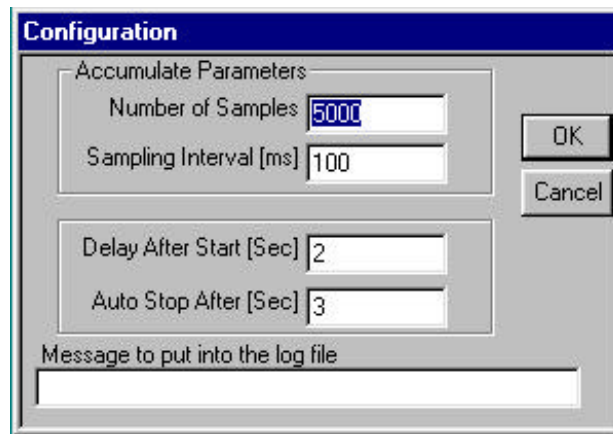 Configuration
Accumulate Parameters
Number of Samples 5000
Sampling Interval [ms] 100
OK
Cancel
Delay After Start [Sec] 2
Auto Stop After [Sec] 3
Message to put into the log file